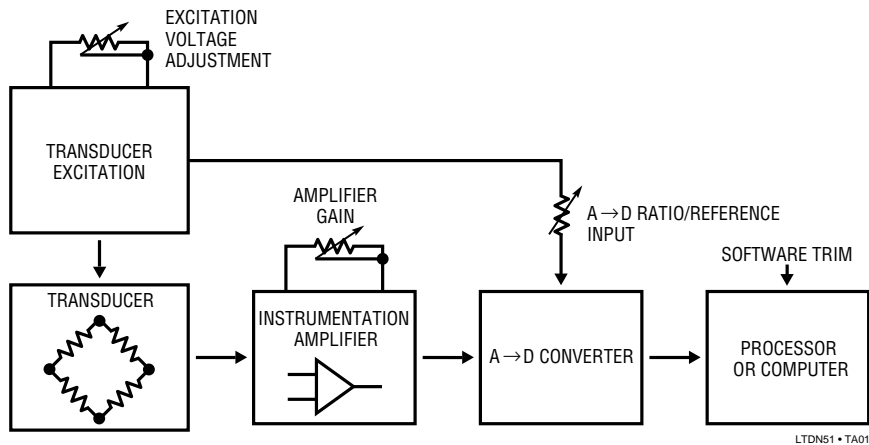 EXCITATION
VOLTAGE
ADJUSTMENT
TRANSDUCER
EXCITATION
AMPLIFIER
GAIN
A→D RATIO/REFERENCE
INPUT
SOFTWARE TRIM
TRANSDUCER
INSTRUMENTATION
AMPLIFIER
A→D CONVERTER
PROCESSOR
OR COMPUTER
LTDN51 • TA01